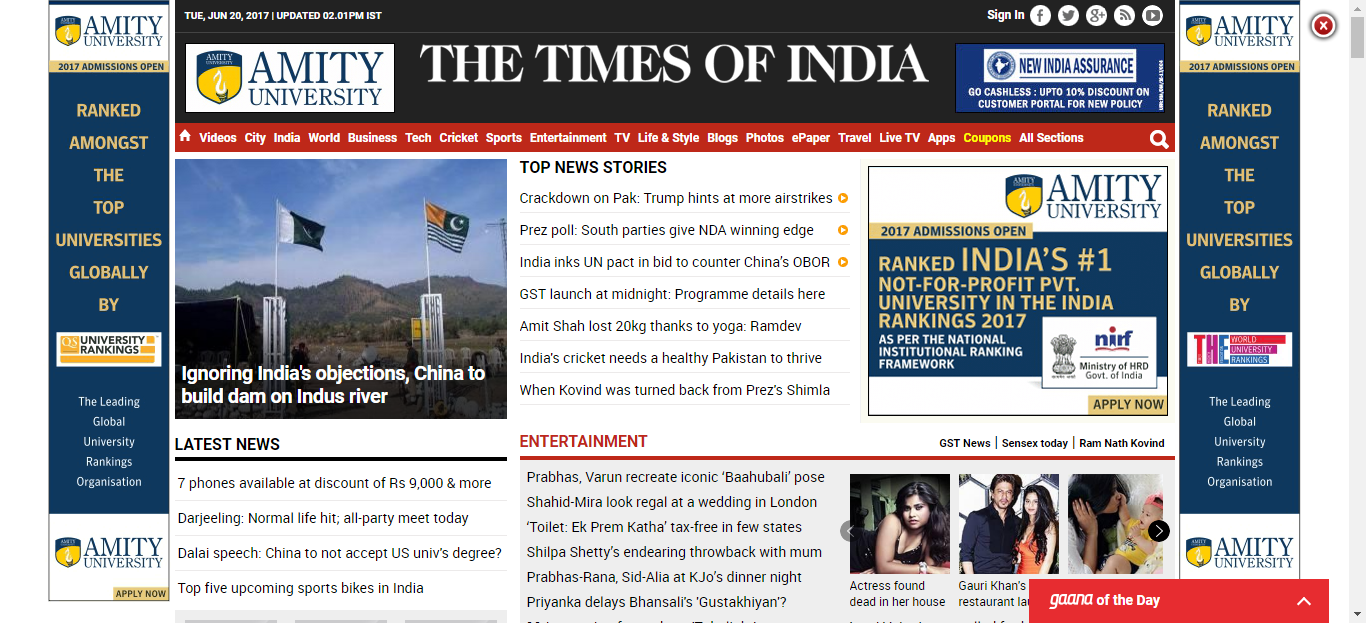 AMITY
UNIVERSITY
2017 ADMISSIONS OPEN
RANKED
AMONGST
THE
TOP
UNIVERSITIES
GLOBALLY
BY
QS UNIVERSITY
RANKINGS
The Leading
Global
University
Rankings
Organisation
AMITY
UNIVERSITY
APPLY NOW
TUE, JUN 20, 2017 | UPDATED 02.01PM IST
Sign In
AMITY
UNIVERSITY
THE TIMES OF INDIA
NEW INDIA ASSURANCE
GO CASHLESS : UPTO 10% DISCOUNT ON
CUSTOMER PORTAL FOR NEW POLICY
Videos City India World Business Tech Cricket Sports Entertainment TV Life & Style Blogs Photos ePaper Travel Live TV Apps Coupons All Sections
Ignoring India's objections, China to
build dam on Indus river
TOP NEWS STORIES
Crackdown on Pak: Trump hints at more airstrikes
Prez poll: South parties give NDA winning edge
India inks UN pact in bid to counter China's OBOR
GST launch at midnight: Programme details here
Amit Shah lost 20kg thanks to yoga: Ramdev
India's cricket needs a healthy Pakistan to thrive
When Kovind was turned back from Prez's Shimla
AMITY
UNIVERSITY
2017 ADMISSIONS OPEN
RANKED INDIA'S #1
NOT-FOR-PROFIT PVT.
UNIVERSITY IN THE INDIA
RANKINGS 2017
AS PER THE NATIONAL
INSTITUTIONAL RANKING
FRAMEWORK
nirf
Ministry of HRD
Govt. of India
APPLY NOW
LATEST NEWS
7 phones available at discount of Rs 9,000 & more
Darjeeling: Normal life hit; all-party meet today
Dalai speech: China to not accept US univ's degree?
Top five upcoming sports bikes in India
ENTERTAINMENT
GST News | Sensex today | Ram Nath Kovind
Prabhas, Varun recreate iconic ‘Baahubali’ pose
Shahid-Mira look regal at a wedding in London
‘Toilet: Ek Prem Katha’ tax-free in few states
Shilpa Shetty's endearing throwback with mum
Prabhas-Rana, Sid-Alia at KJo's dinner night
Priyanka delays Bhansali's ‘Gustakhiyan’?
Actress found
dead in her house
Gauri Khan's
restaurant
gaana of the Day
AMITY
UNIVERSITY
2017 ADMISSIONS OPEN
RANKED
AMONGST
THE
TOP
UNIVERSITIES
GLOBALLY
BY
THE WORLD
UNIVERSITY
RANKINGS
The Leading
Global
University
Rankings
Organisation
AMITY
UNIVERSITY